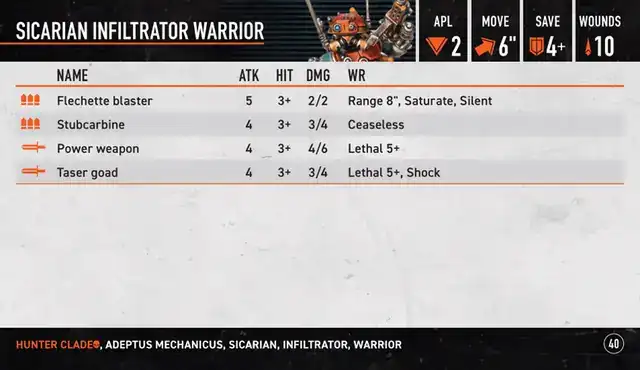 SICARIAN INFILTRATOR WARRIOR
APL 2
MOVE 6"
SAVE 4+
WOUNDS 10
NAME ATK HIT DMG WR
Flechette blaster 5 3+ 2/2 Range 8", Saturate, Silent
Stubcarbine 4 3+ 3/4 Ceaseless
Power weapon 4 3+ 4/6 Lethal 5+
Taser goad 4 3+ 3/4 Lethal 5+, Shock
HUNTER CLADE, ADEPTUS MECHANICUS, SICARIAN, INFILTRATOR, WARRIOR
40